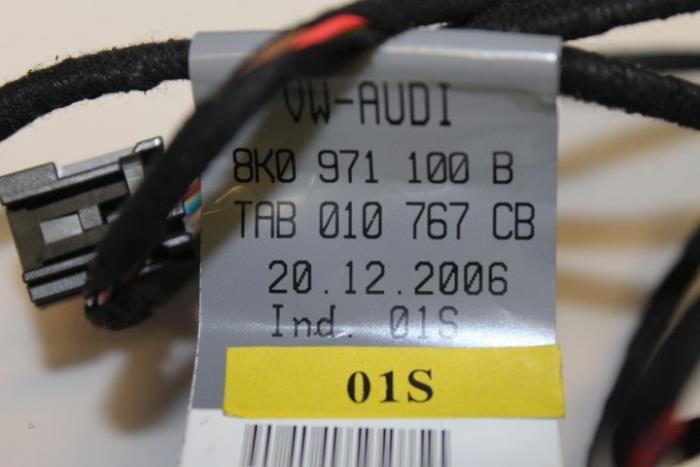 VW-AUDI
8K0 971 100 B
TAB 010 767 CB
20.12.2006
Ind. 01S
01S